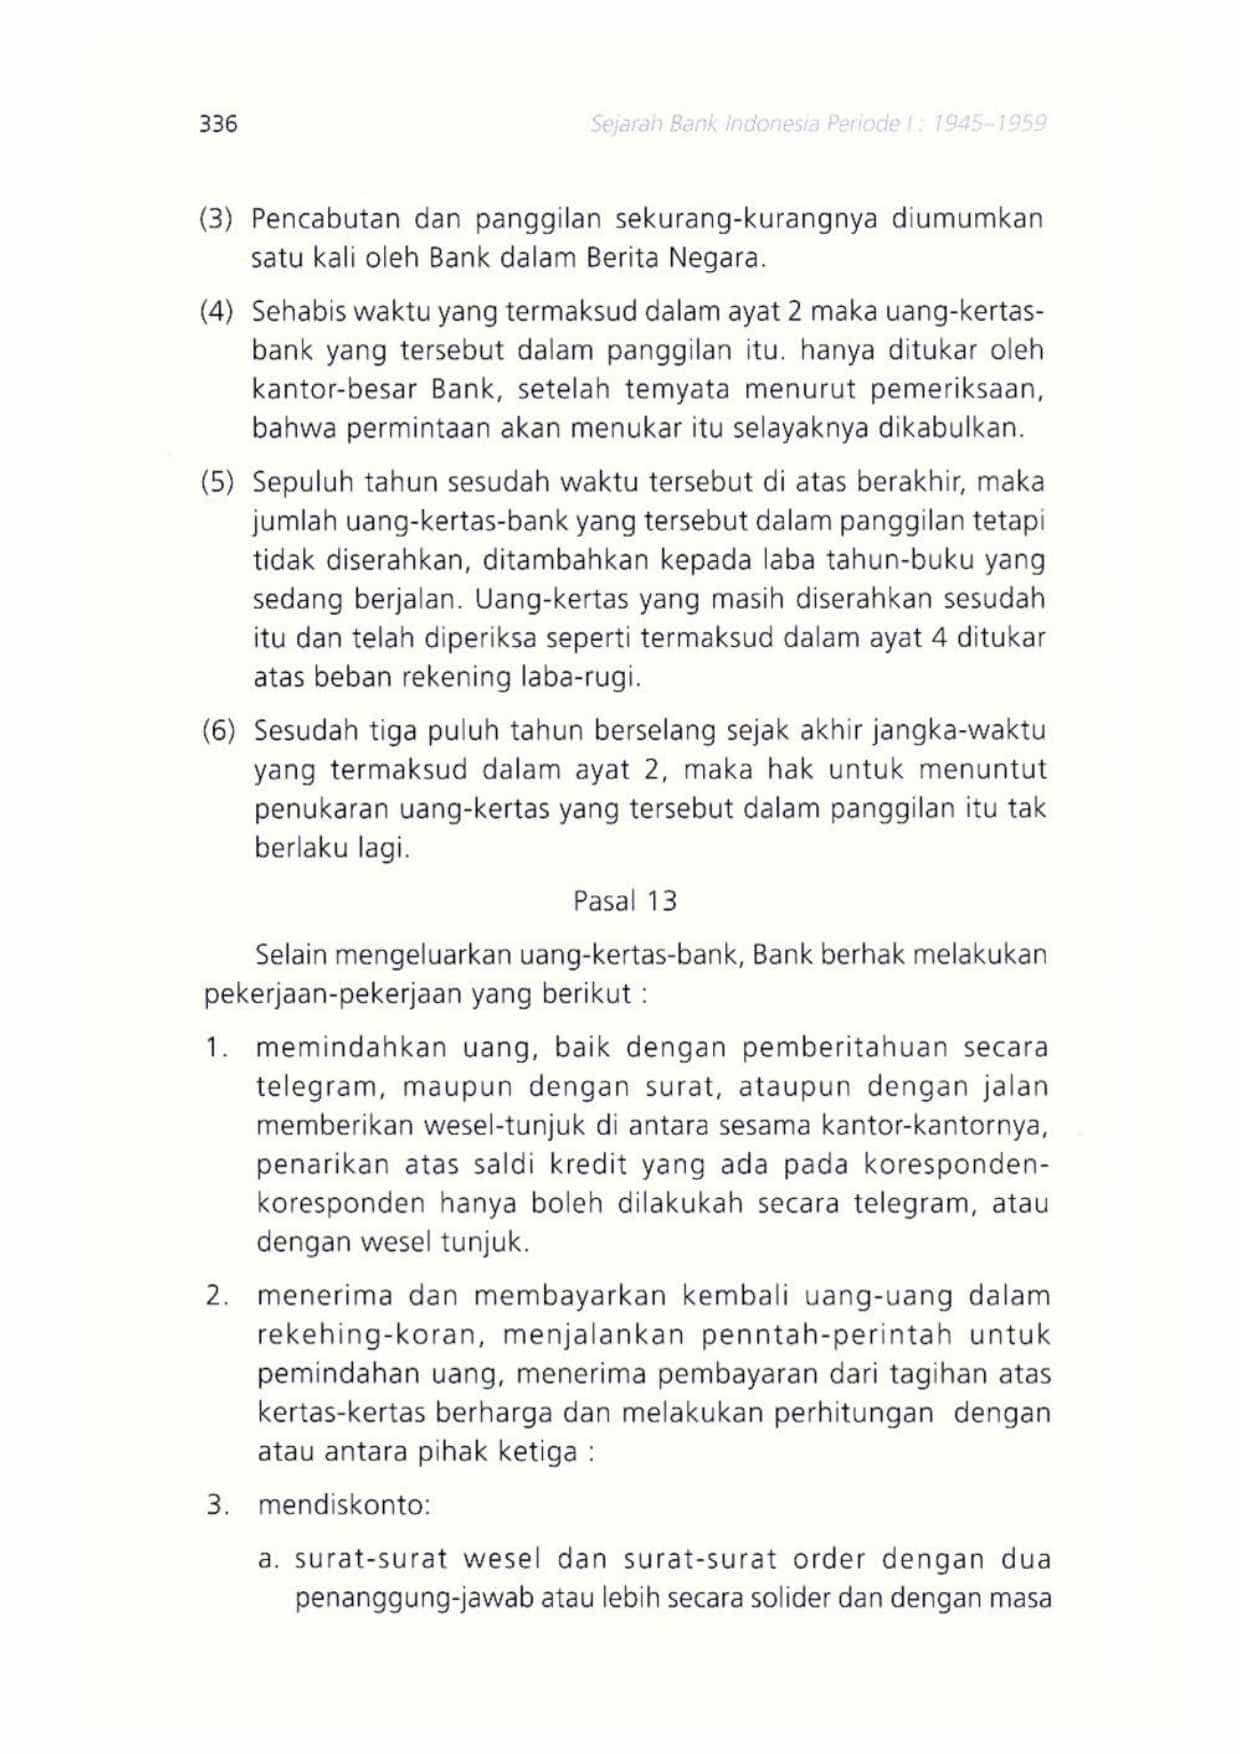 336
Sejarah Bank Indonesia Periode I : 1945–1959
(3) Pencabutan dan panggilan sekurang-kurangnya diumumkan
satu kali oleh Bank dalam Berita Negara.
(4) Sehabis waktu yang termaksud dalam ayat 2 maka uang-kertas-
bank yang tersebut dalam panggilan itu. hanya ditukar oleh
kantor-besar Bank, setelah temyata menurut pemeriksaan,
bahwa permintaan akan menukar itu selayaknya dikabulkan.
(5) Sepuluh tahun sesudah waktu tersebut di atas berakhir, maka
jumlah uang-kertas-bank yang tersebut dalam panggilan tetapi
tidak diserahkan, ditambahkan kepada laba tahun-buku yang
sedang berjalan. Uang-kertas yang masih diserahkan sesudah
itu dan telah diperiksa seperti termaksud dalam ayat 4 ditukar
atas beban rekening laba-rugi.
(6) Sesudah tiga puluh tahun berselang sejak akhir jangka-waktu
yang termaksud dalam ayat 2, maka hak untuk menuntut
penukaran uang-kertas yang tersebut dalam panggilan itu tak
berlaku lagi.
Pasal 13
Selain mengeluarkan uang-kertas-bank, Bank berhak melakukan
pekerjaan-pekerjaan yang berikut :
1. memindahkan uang, baik dengan pemberitahuan secara
telegram, maupun dengan surat, ataupun dengan jalan
memberikan wesel-tunjuk di antara sesama kantor-kantornya,
penarikan atas saldi kredit yang ada pada koresponden-
koresponden hanya boleh dilakukah secara telegram, atau
dengan wesel tunjuk.
2. menerima dan membayarkan kembali uang-uang dalam
rekehing-koran, menjalankan penntah-perintah untuk
pemindahan uang, menerima pembayaran dari tagihan atas
kertas-kertas berharga dan melakukan perhitungan dengan
atau antara pihak ketiga :
3. mendiskonto:
a. surat-surat wesel dan surat-surat order dengan dua
penanggung-jawab atau lebih secara solider dan dengan masa